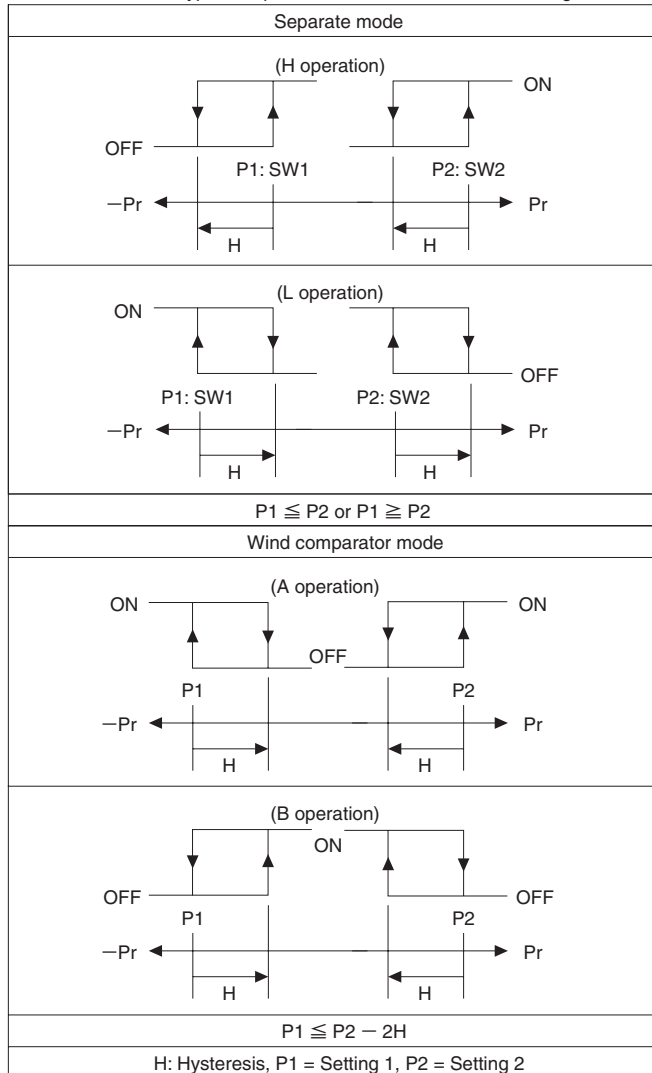 Separate mode
(H operation)
ON
OFF
P1: SW1 P2: SW2
−Pr Pr
H H
(L operation)
ON
OFF
P1: SW1 P2: SW2
−Pr Pr
H H
P1 ≦ P2 or P1 ≧ P2
Wind comparator mode
(A operation)
ON ON
OFF
P1 P2
−Pr Pr
H H
(B operation)
ON
OFF OFF
P1 P2
−Pr Pr
H H
P1 ≦ P2 − 2H
H: Hysteresis, P1 = Setting 1, P2 = Setting 2